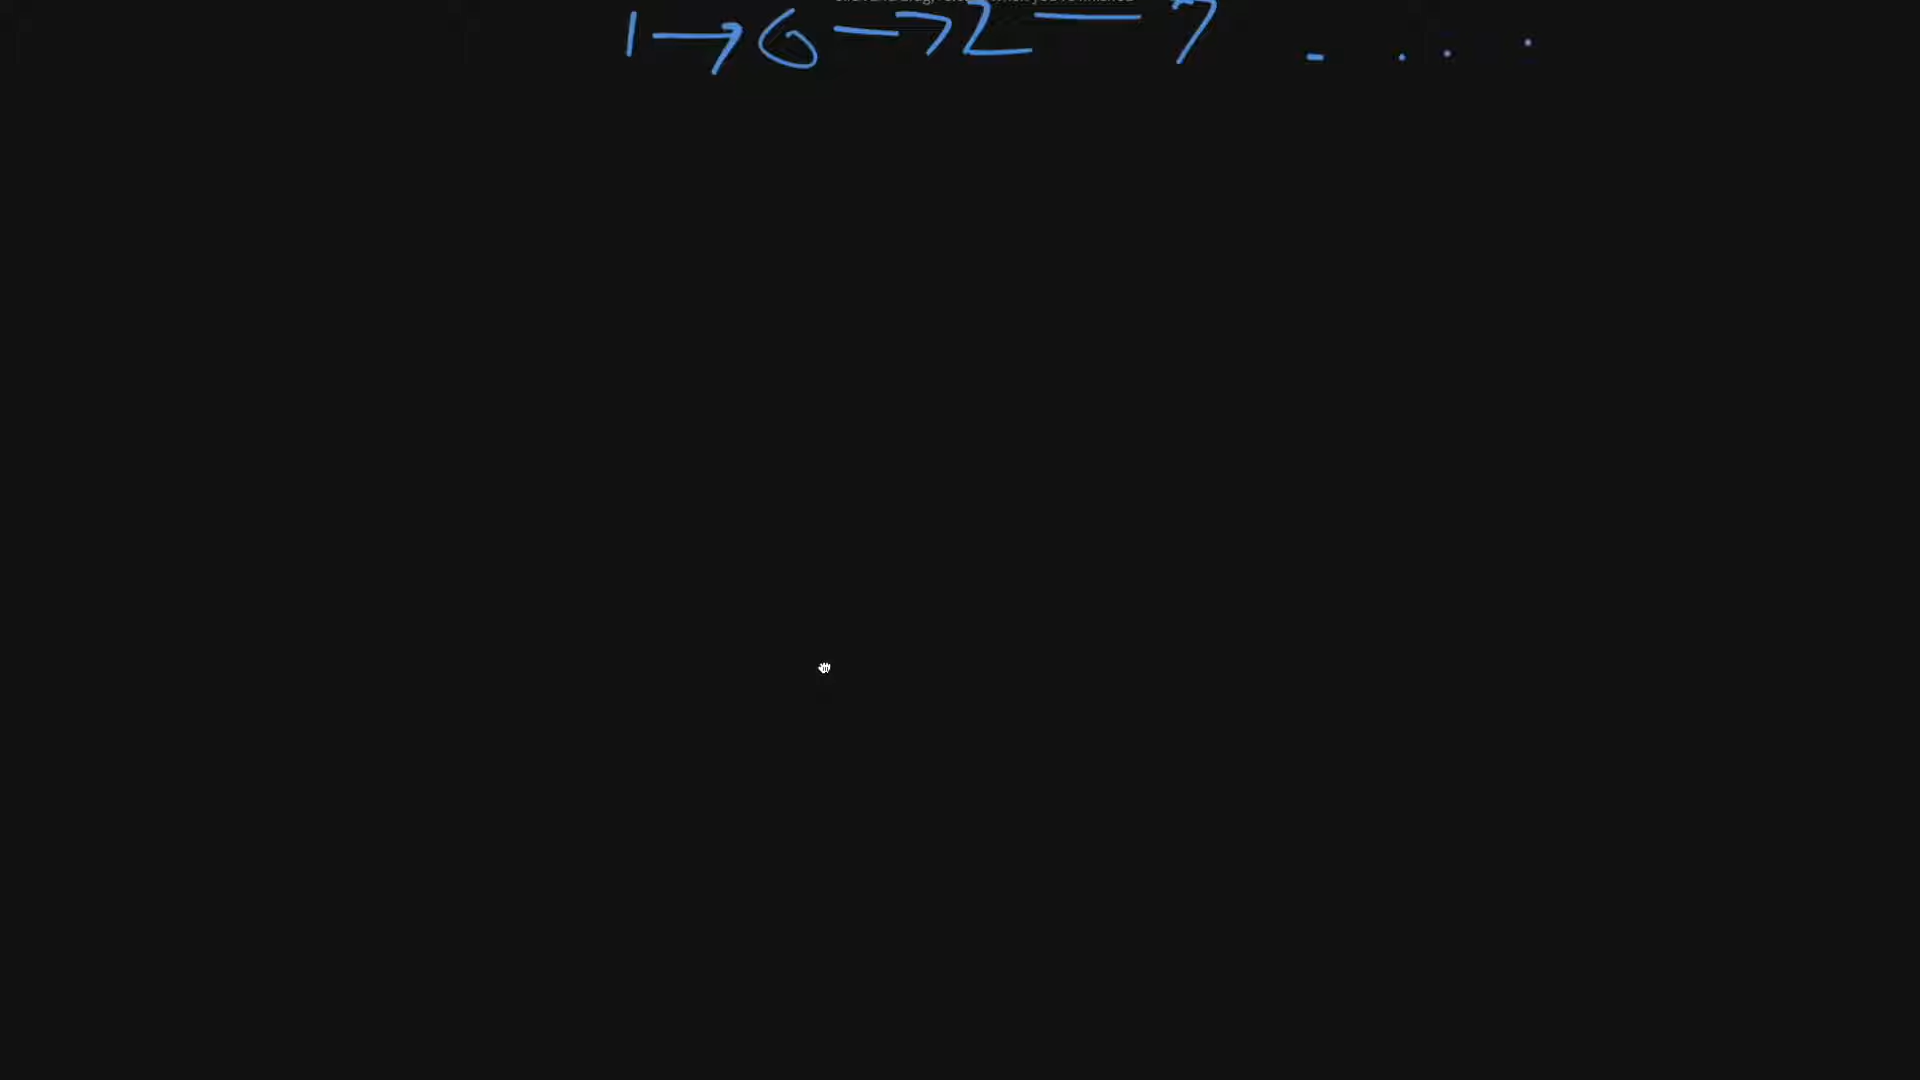 1 → 6 → 2 — 7 - . . .